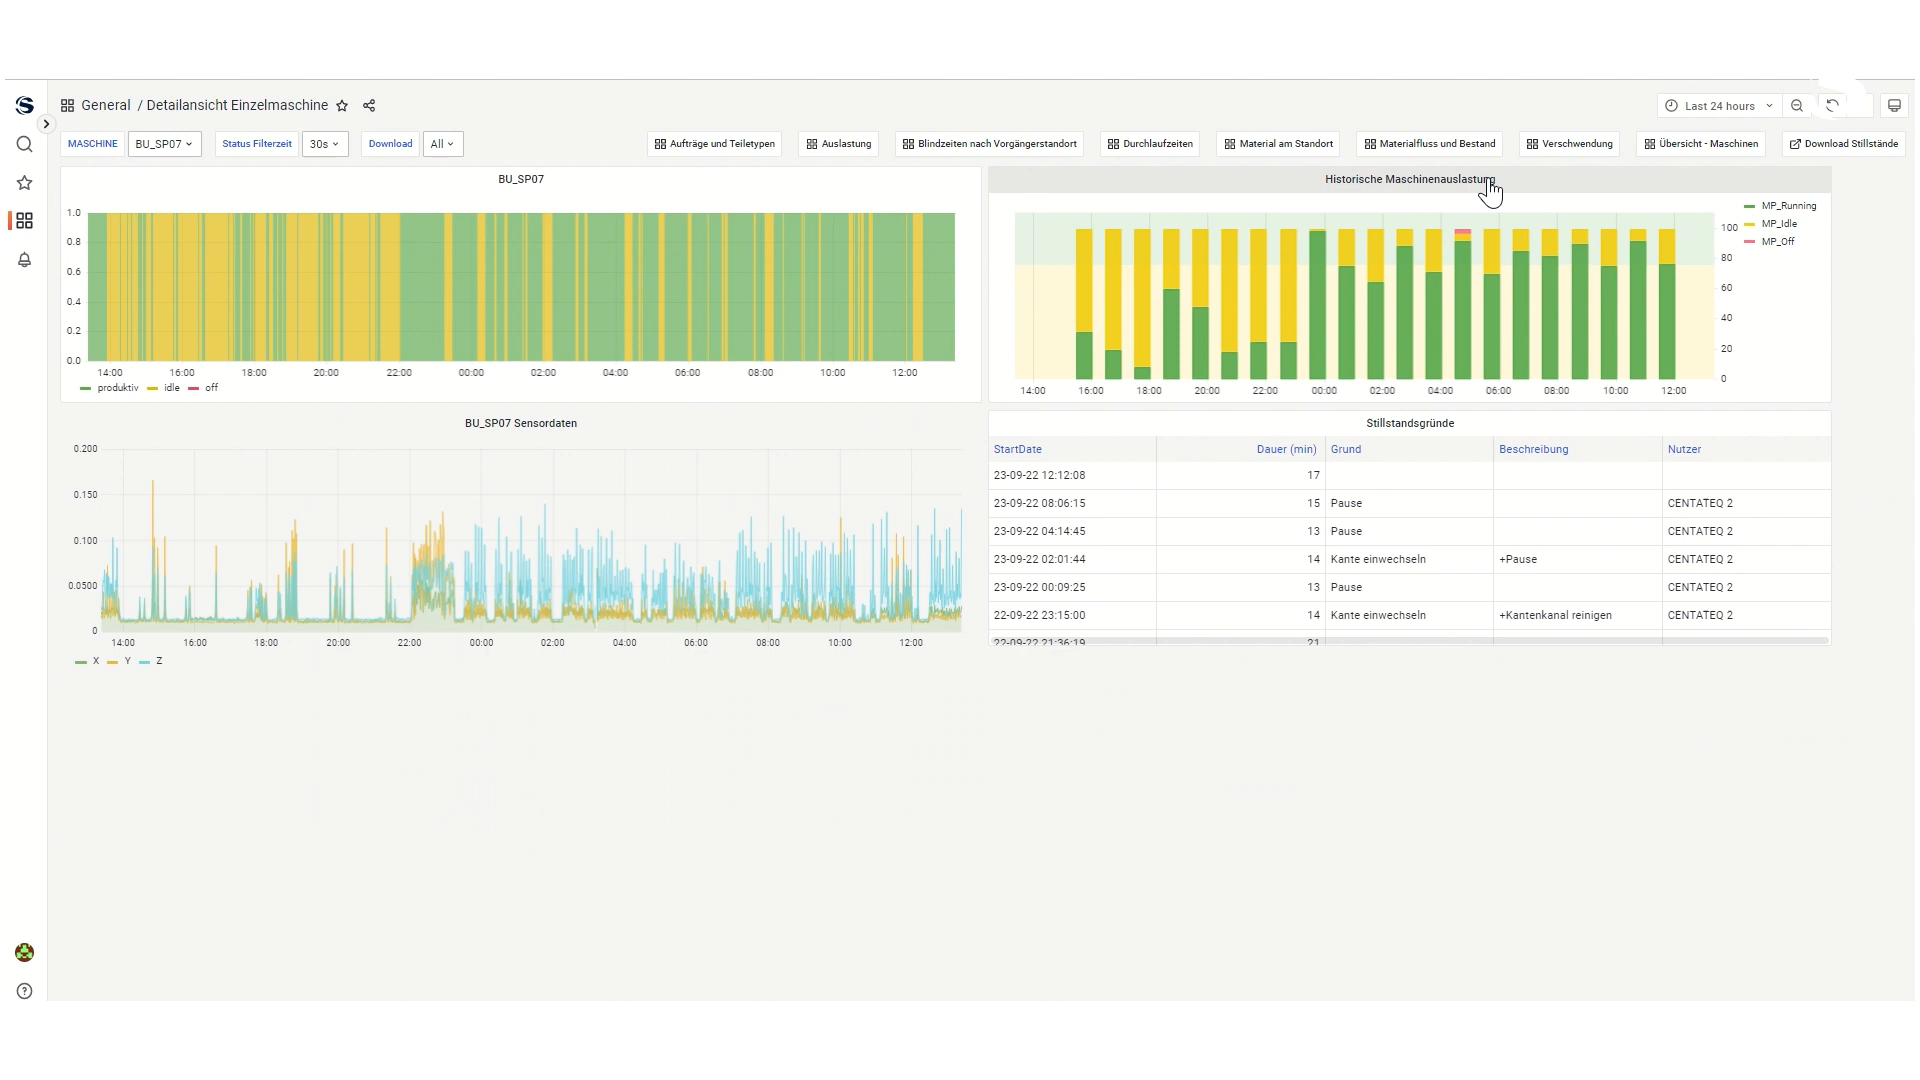 General / Detailansicht Einzelmaschine
Last 24 hours
MASCHINE BU_SP07 Status Filterzeit 30s Download All
Aufträge und Teiletypen Auslastung Blindzeiten nach Vorgängerstandort Durchlaufzeiten Material am Standort Materialfluss und Bestand Verschwendung Übersicht - Maschinen Download Stillstände
BU_SP07
1.0
0.8
0.6
0.4
0.2
0.0
14:00 16:00 18:00 20:00 22:00 00:00 02:00 04:00 06:00 08:00 10:00 12:00
produktiv idle off
Historische Maschinenauslastung
MP_Running
MP_Idle
MP_Off
100
80
60
40
20
0
14:00 16:00 18:00 20:00 22:00 00:00 02:00 04:00 06:00 08:00 10:00 12:00
BU_SP07 Sensordaten
0.200
0.150
0.100
0.0500
0
14:00 16:00 18:00 20:00 22:00 00:00 02:00 04:00 06:00 08:00 10:00 12:00
X Y Z
Stillstandsgründe
StartDate Dauer (min) Grund Beschreibung Nutzer
23-09-22 12:12:08 17
23-09-22 08:06:15 15 Pause CENTATEQ 2
23-09-22 04:14:45 13 Pause CENTATEQ 2
23-09-22 02:01:44 14 Kante einwechseln +Pause CENTATEQ 2
23-09-22 00:09:25 13 Pause CENTATEQ 2
22-09-22 23:15:00 14 Kante einwechseln +Kantenkanal reinigen CENTATEQ 2
22-09-22 21:36:19 21